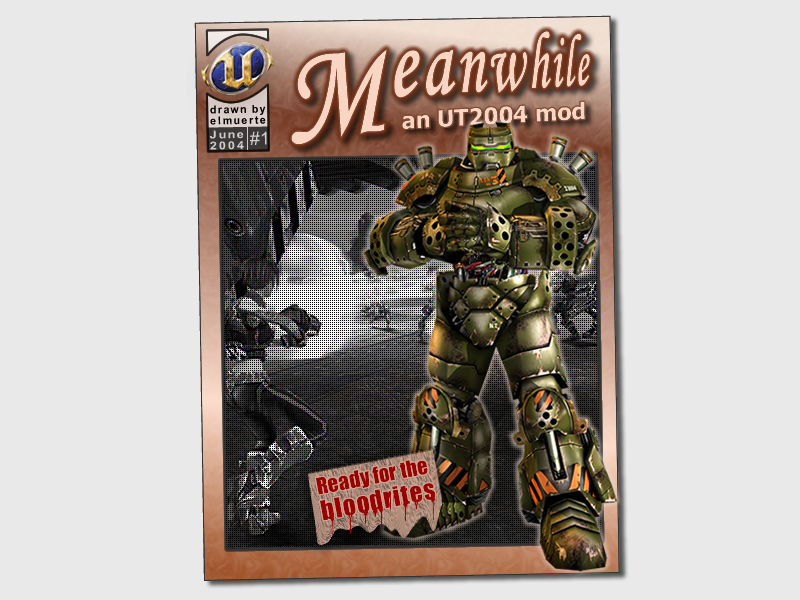 U
drawn by
elmuerte
June
2004
#1
Meanwhile
an UT2004 mod
Ready for the
bloodrites